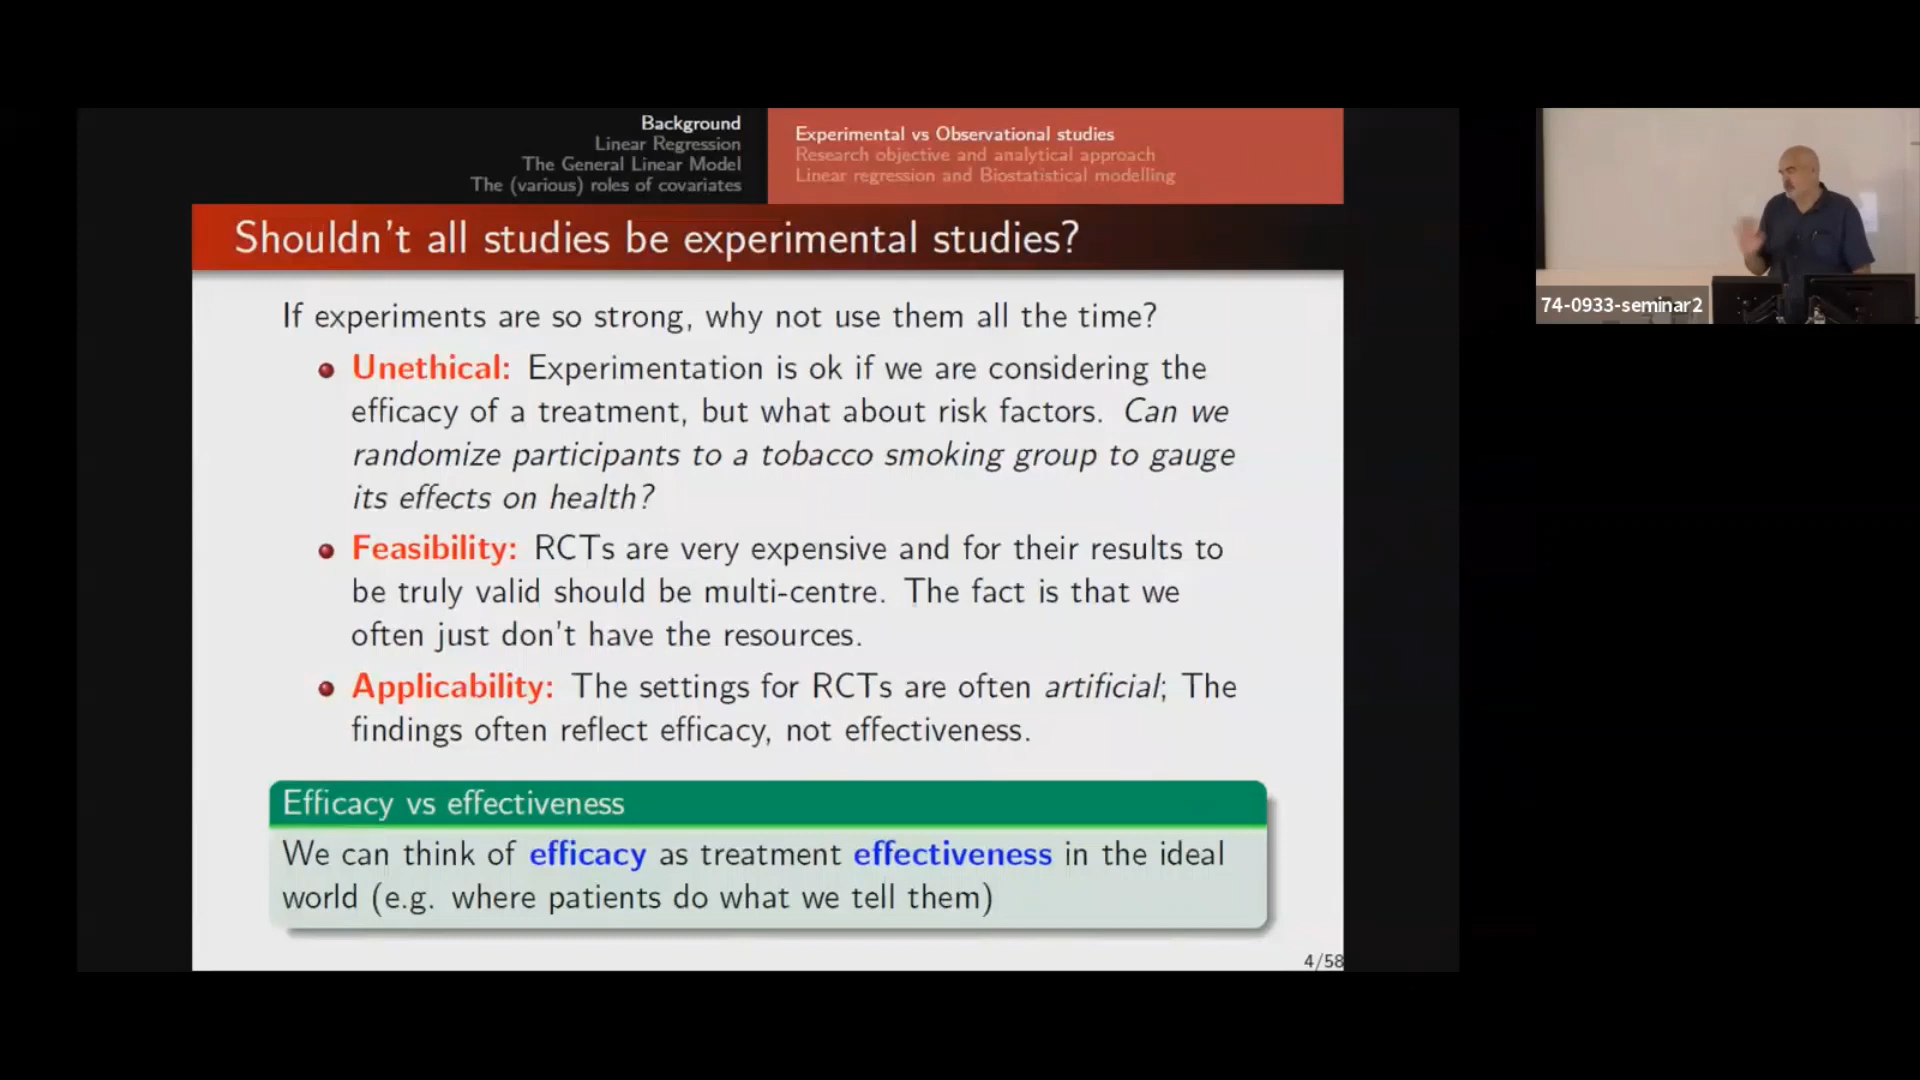 Background
Linear Regression
The General Linear Model
The (various) roles of covariates
Experimental vs Observational studies
Research objective and analytical approach
Linear regression and Biostatistical modelling
Shouldn't all studies be experimental studies?
If experiments are so strong, why not use them all the time?
Unethical: Experimentation is ok if we are considering the
efficacy of a treatment, but what about risk factors. Can we
randomize participants to a tobacco smoking group to gauge
its effects on health?
Feasibility: RCTs are very expensive and for their results to
be truly valid should be multi-centre. The fact is that we
often just don't have the resources.
Applicability: The settings for RCTs are often artificial; The
findings often reflect efficacy, not effectiveness.
Efficacy vs effectiveness
We can think of efficacy as treatment effectiveness in the ideal
world (e.g. where patients do what we tell them)
4/58
74-0933-seminar2